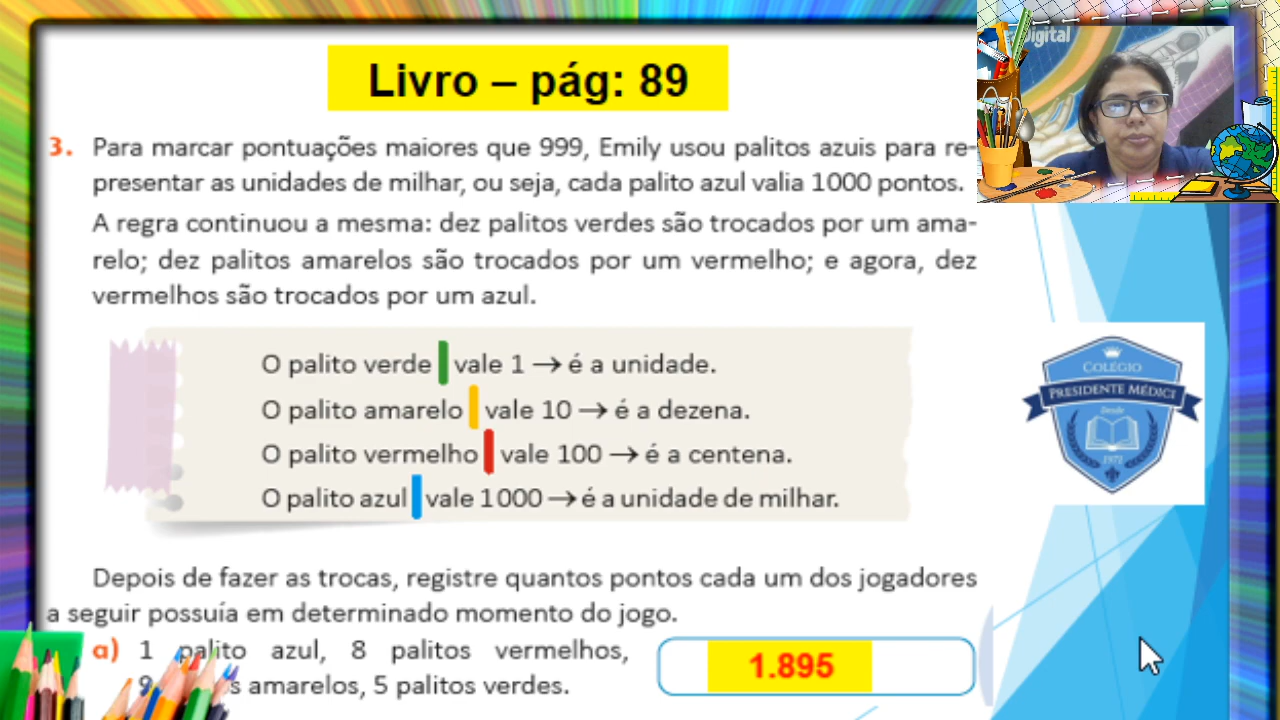 Digital
Livro – pág: 89
3. Para marcar pontuações maiores que 999, Emily usou palitos azuis para re-
presentar as unidades de milhar, ou seja, cada palito azul valia 1000 pontos.
A regra continuou a mesma: dez palitos verdes são trocados por um ama-
relo; dez palitos amarelos são trocados por um vermelho; e agora, dez
vermelhos são trocados por um azul.
O palito verde vale 1 → é a unidade.
O palito amarelo vale 10 → é a dezena.
O palito vermelho vale 100 → é a centena.
O palito azul vale 1000 → é a unidade de milhar.
COLÉGIO
PRESIDENTE MÉDICI
Desde
1971
Depois de fazer as trocas, registre quantos pontos cada um dos jogadores
a seguir possuía em determinado momento do jogo.
a) 1 palito azul, 8 palitos vermelhos,
9 s amarelos, 5 palitos verdes.
1.895